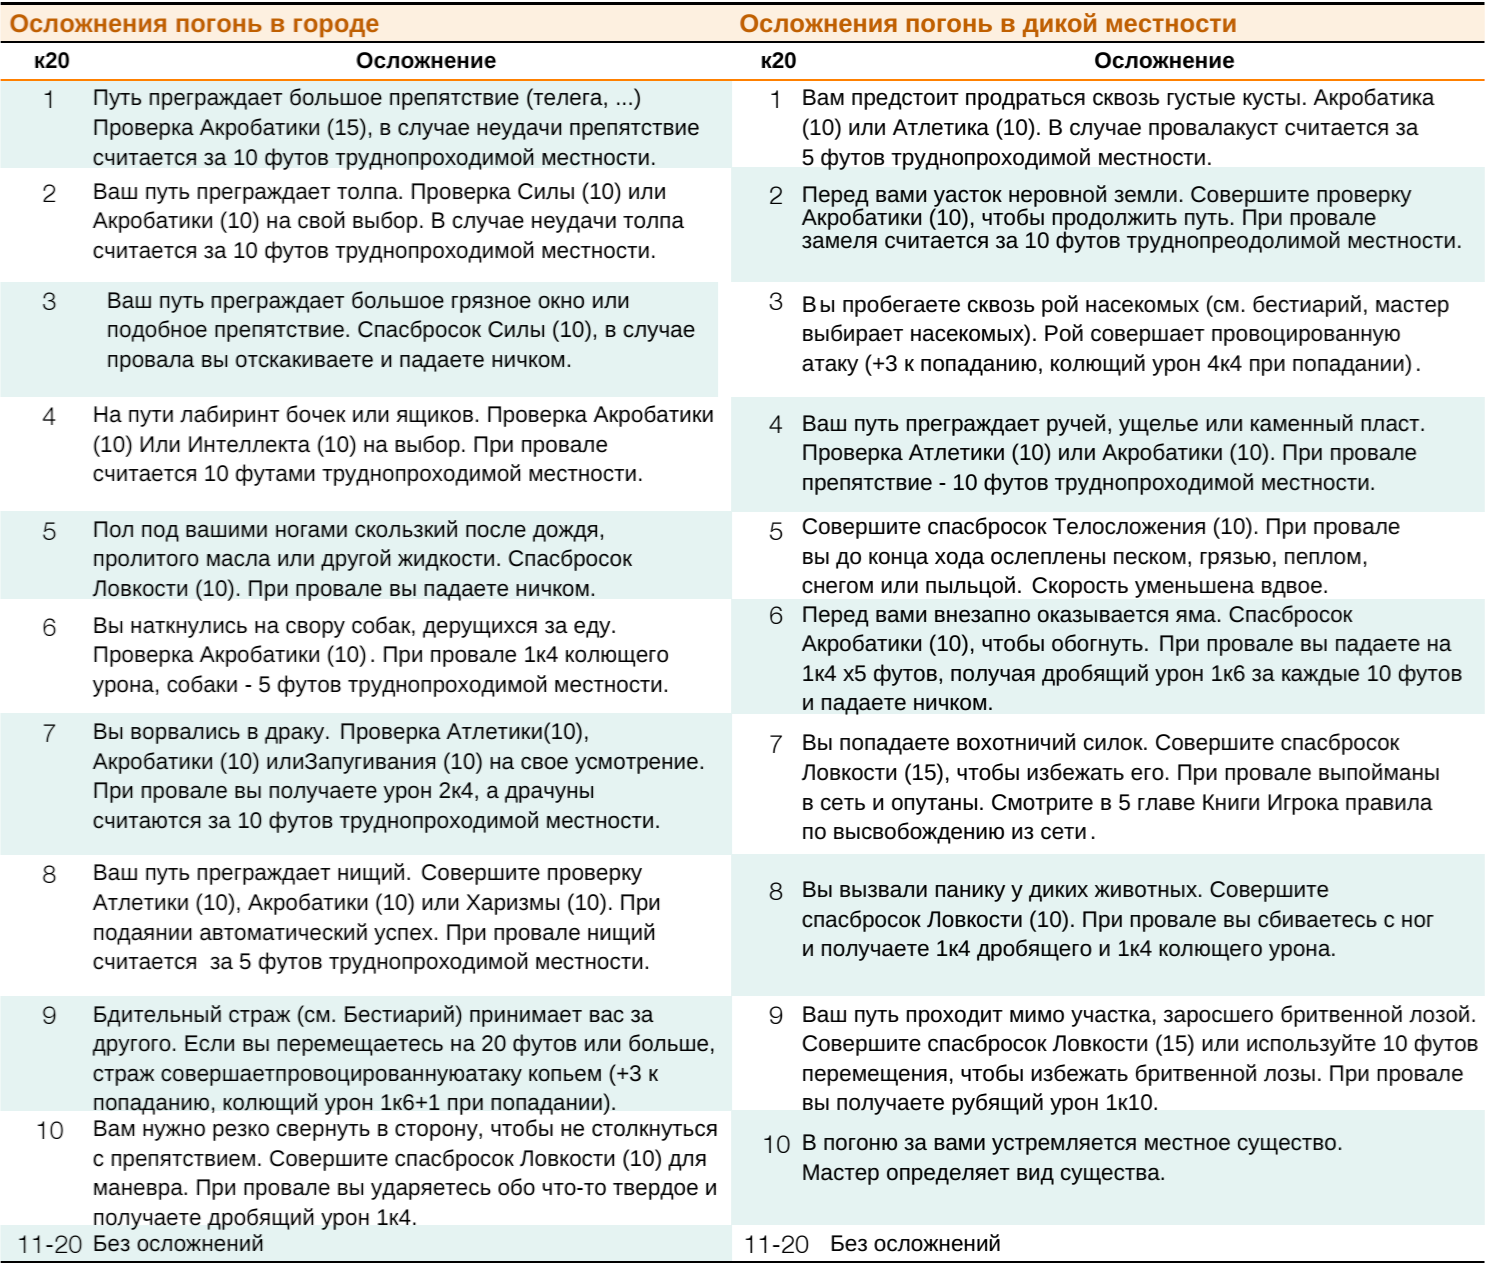 Осложнения погонь в городе
к20 Осложнение
1 Путь преграждает большое препятствие (телега, ...)
Проверка Акробатики (15), в случае неудачи препятствие
считается за 10 футов труднопроходимой местности.
2 Ваш путь преграждает толпа. Проверка Силы (10) или
Акробатики (10) на свой выбор. В случае неудачи толпа
считается за 10 футов труднопроходимой местности.
3 Ваш путь преграждает большое грязное окно или
подобное препятствие. Спасбросок Силы (10), в случае
провала вы отскакиваете и падаете ничком.
4 На пути лабиринт бочек или ящиков. Проверка Акробатики
(10) Или Интеллекта (10) на выбор. При провале
считается 10 футами труднопроходимой местности.
5 Пол под вашими ногами скользкий после дождя,
пролитого масла или другой жидкости. Спасбросок
Ловкости (10). При провале вы падаете ничком.
6 Вы наткнулись на свору собак, дерущихся за еду.
Проверка Акробатики (10). При провале 1к4 колющего
урона, собаки - 5 футов труднопроходимой местности.
7 Вы ворвались в драку. Проверка Атлетики(10),
Акробатики (10) илиЗапугивания (10) на свое усмотрение.
При провале вы получаете урон 2к4, а драчуны
считаются за 10 футов труднопроходимой местности.
8 Ваш путь преграждает нищий. Совершите проверку
Атлетики (10), Акробатики (10) или Харизмы (10). При
подаянии автоматический успех. При провале нищий
считается за 5 футов труднопроходимой местности.
9 Бдительный страж (см. Бестиарий) принимает вас за
другого. Если вы перемещаетесь на 20 футов или больше,
страж совершаетпровоцированнуюатаку копьем (+3 к
попаданию, колющий урон 1к6+1 при попадании).
10 Вам нужно резко свернуть в сторону, чтобы не столкнуться
с препятствием. Совершите спасбросок Ловкости (10) для
маневра. При провале вы ударяетесь обо что-то твердое и
получаете дробящий урон 1к4.
11-20 Без осложнений
Осложнения погонь в дикой местности
к20 Осложнение
1 Вам предстоит продраться сквозь густые кусты. Акробатика
(10) или Атлетика (10). В случае провалакуст считается за
5 футов труднопроходимой местности.
2 Перед вами уасток неровной земли. Совершите проверку
Акробатики (10), чтобы продолжить путь. При провале
замеля считается за 10 футов труднопреодолимой местности.
3 Вы пробегаете сквозь рой насекомых (см. бестиарий, мастер
выбирает насекомых). Рой совершает провоцированную
атаку (+3 к попаданию, колющий урон 4к4 при попадании).
4 Ваш путь преграждает ручей, ущелье или каменный пласт.
Проверка Атлетики (10) или Акробатики (10). При провале
препятствие - 10 футов труднопроходимой местности.
5 Совершите спасбросок Телосложения (10). При провале
вы до конца хода ослеплены песком, грязью, пеплом,
снегом или пыльцой. Скорость уменьшена вдвое.
6 Перед вами внезапно оказывается яма. Спасбросок
Акробатики (10), чтобы обогнуть. При провале вы падаете на
1к4 х5 футов, получая дробящий урон 1к6 за каждые 10 футов
и падаете ничком.
7 Вы попадаете вохотничий силок. Совершите спасбросок
Ловкости (15), чтобы избежать его. При провале выпойманы
в сеть и опутаны. Смотрите в 5 главе Книги Игрока правила
по высвобождению из сети.
8 Вы вызвали панику у диких животных. Совершите
спасбросок Ловкости (10). При провале вы сбиваетесь с ног
и получаете 1к4 дробящего и 1к4 колющего урона.
9 Ваш путь проходит мимо участка, заросшего бритвенной лозой.
Совершите спасбросок Ловкости (15) или используйте 10 футов
перемещения, чтобы избежать бритвенной лозы. При провале
вы получаете рубящий урон 1к10.
10 В погоню за вами устремляется местное существо.
Мастер определяет вид существа.
11-20 Без осложнений